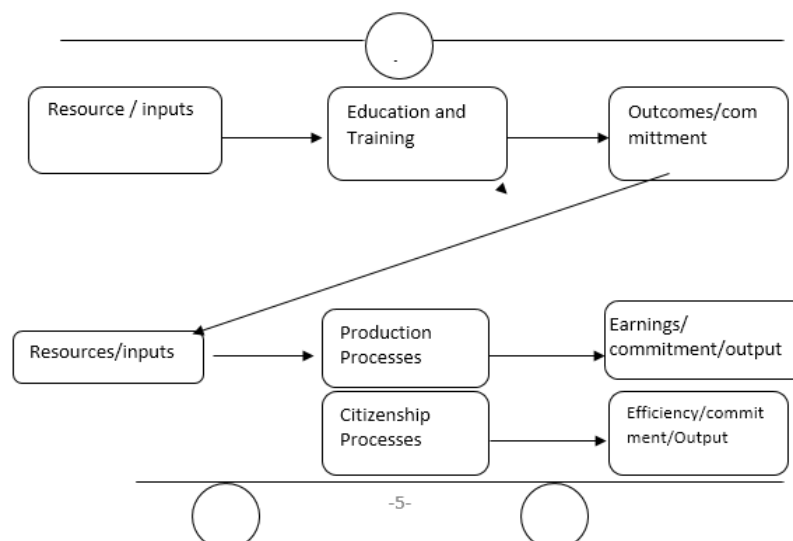 .
Resource / inputs
Education and
Training
Outcomes/com
mittment
Resources/inputs
Production
Processes
Earnings/
commitment/output
Citizenship
Processes
Efficiency/commit
ment/Output
-5-